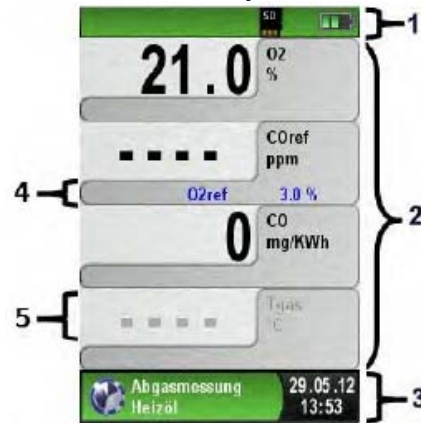 SD
1
21.0 O2
%
2
---- COref
ppm
4
O2ref 3.0 %
0 CO
mg/KWh
5
---- Tgas
°C
Abgasmessung 29.05.12
Heizöl 13:53
3